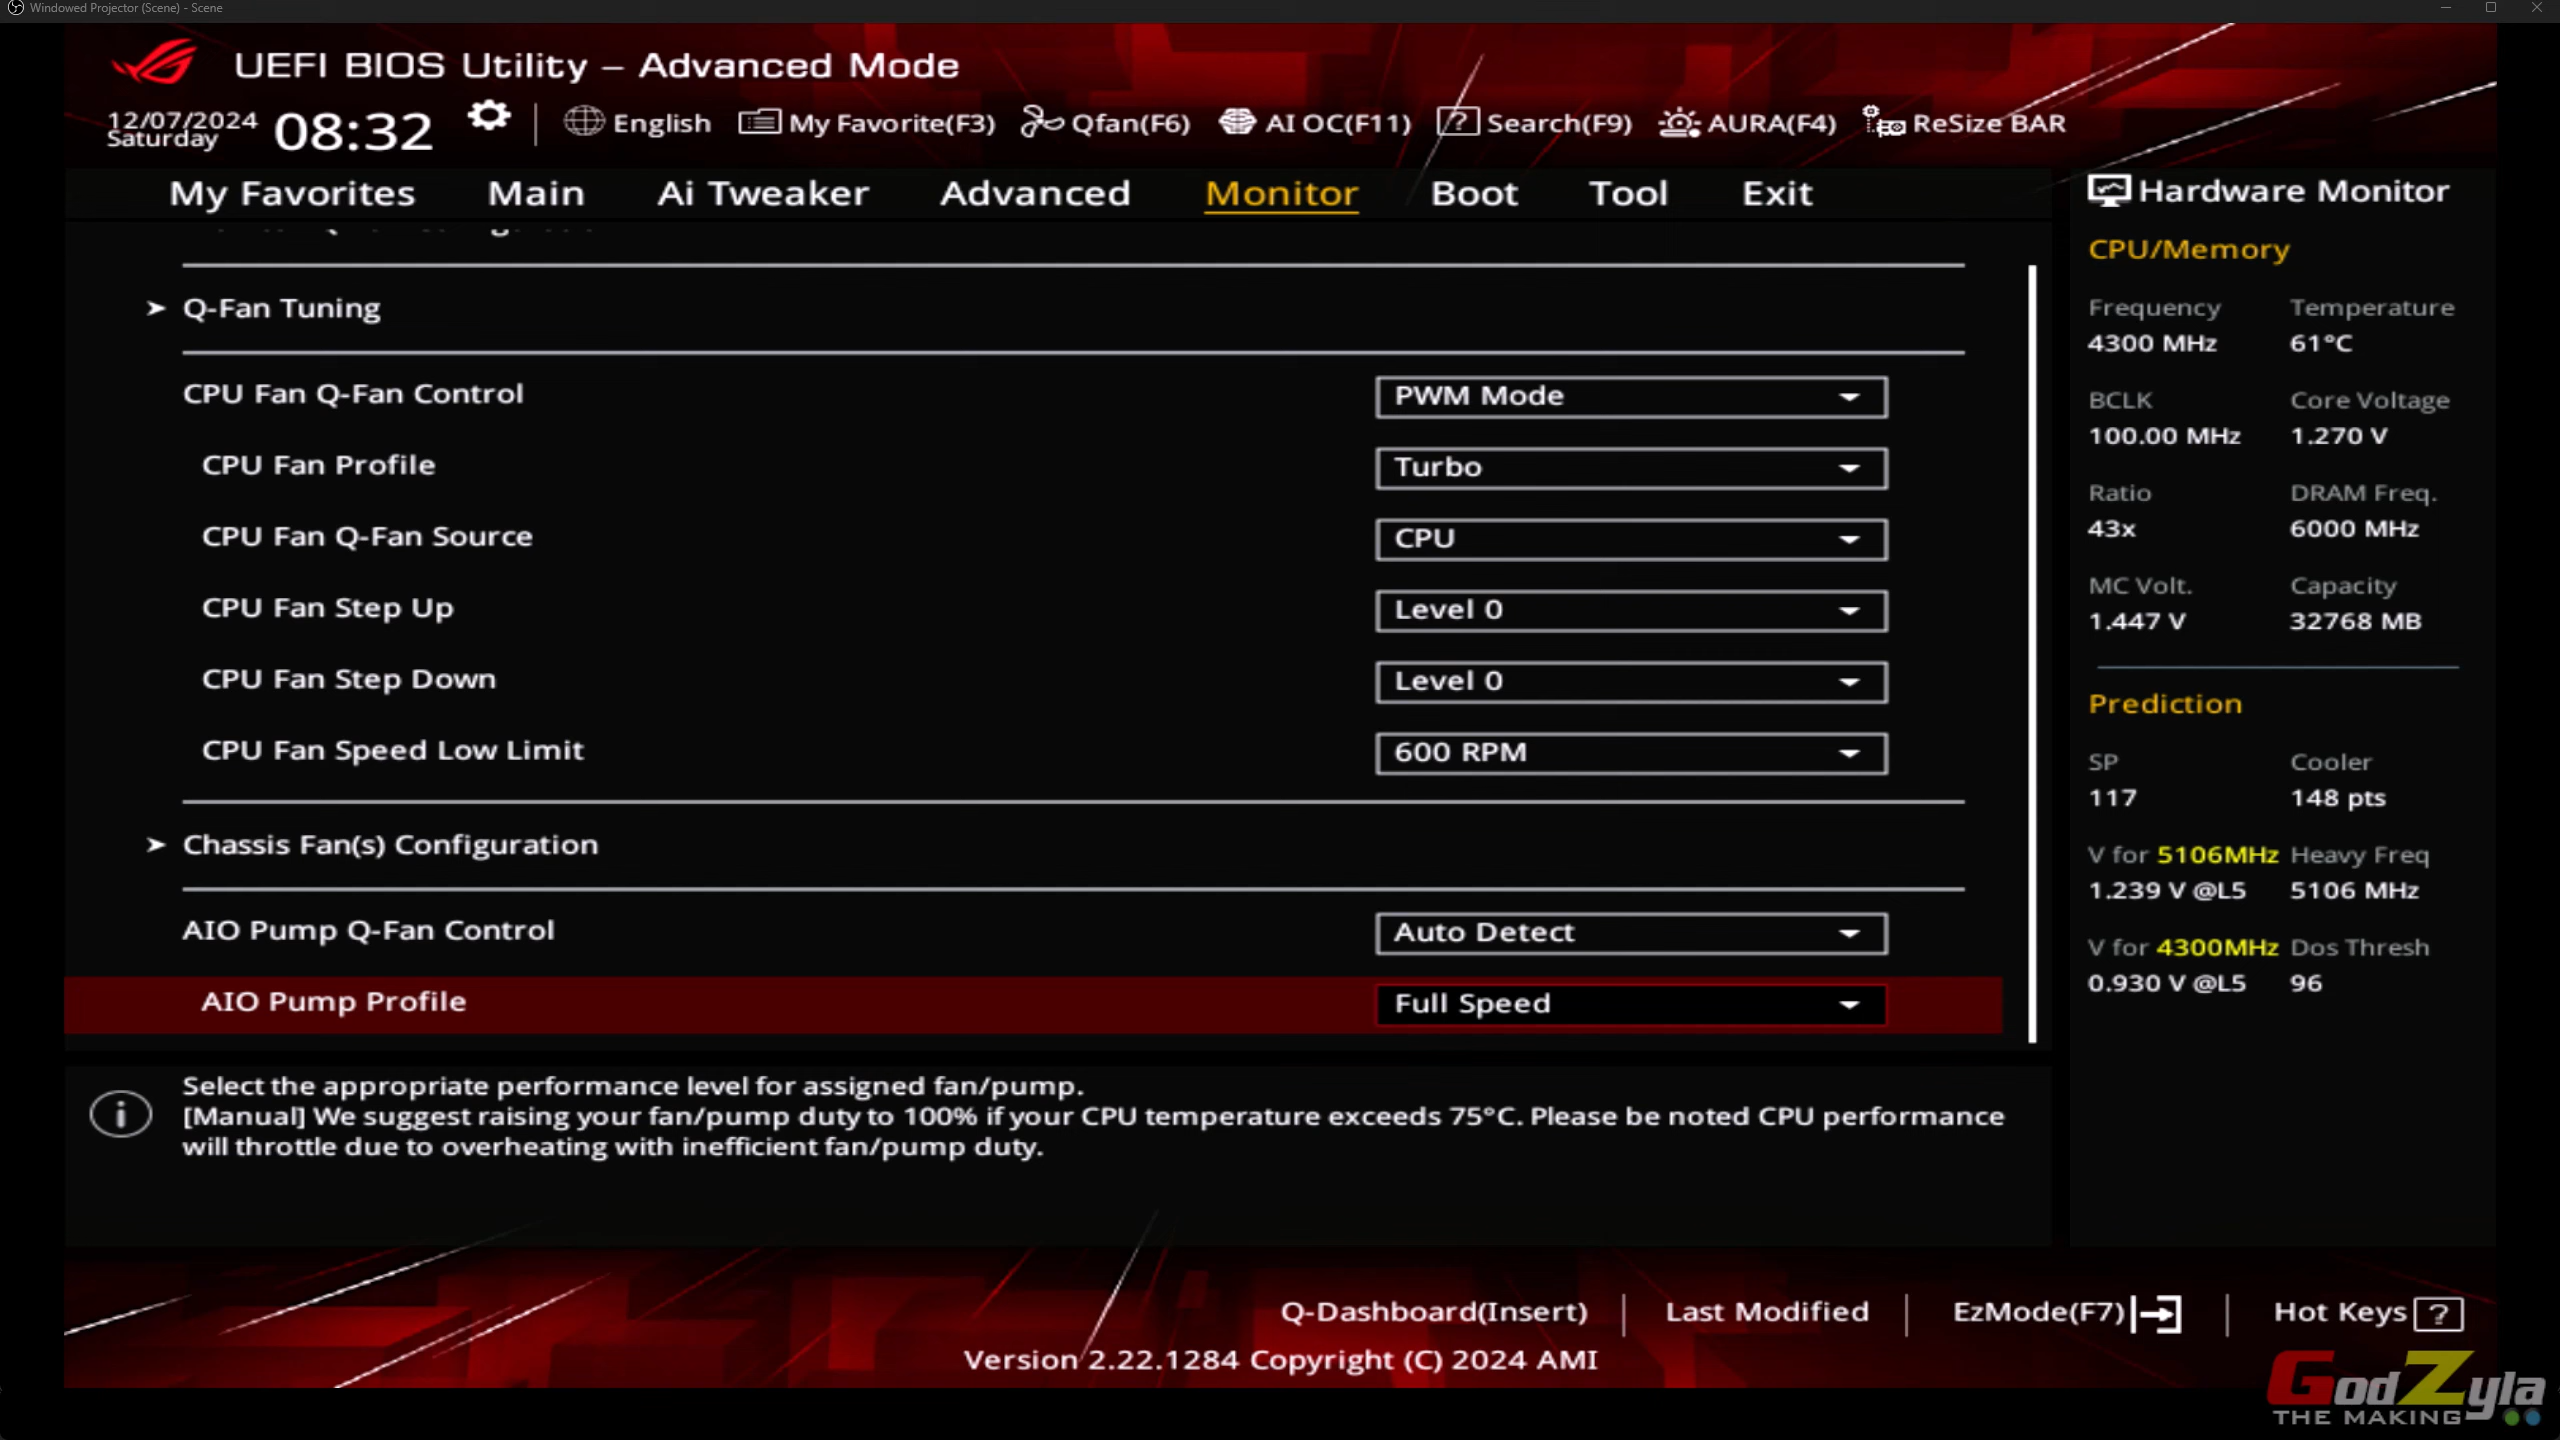 Windowed Projector (Scene) - Scene
UEFI BIOS Utility – Advanced Mode
12/07/2024
Saturday
08:32
English
My Favorite(F3)
Qfan(F6)
AI OC(F11)
Search(F9)
AURA(F4)
ReSize BAR
My Favorites
Main
Ai Tweaker
Advanced
Monitor
Boot
Tool
Exit
Q-Fan Tuning
CPU Fan Q-Fan Control
PWM Mode
CPU Fan Profile
Turbo
CPU Fan Q-Fan Source
CPU
CPU Fan Step Up
Level 0
CPU Fan Step Down
Level 0
CPU Fan Speed Low Limit
600 RPM
Chassis Fan(s) Configuration
AIO Pump Q-Fan Control
Auto Detect
AIO Pump Profile
Full Speed
Select the appropriate performance level for assigned fan/pump.
[Manual] We suggest raising your fan/pump duty to 100% if your CPU temperature exceeds 75°C. Please be noted CPU performance
will throttle due to overheating with inefficient fan/pump duty.
Hardware Monitor
CPU/Memory
Frequency Temperature
4300 MHz 61°C
BCLK Core Voltage
100.00 MHz 1.270 V
Ratio DRAM Freq.
43x 6000 MHz
MC Volt. Capacity
1.447 V 32768 MB
Prediction
SP Cooler
117 148 pts
V for 5106MHz Heavy Freq
1.239 V @L5 5106 MHz
V for 4300MHz Dos Thresh
0.930 V @L5 96
Q-Dashboard(Insert)
Last Modified
EzMode(F7)
Hot Keys ?
Version 2.22.1284 Copyright (C) 2024 AMI
GodZyla
THE MAKING